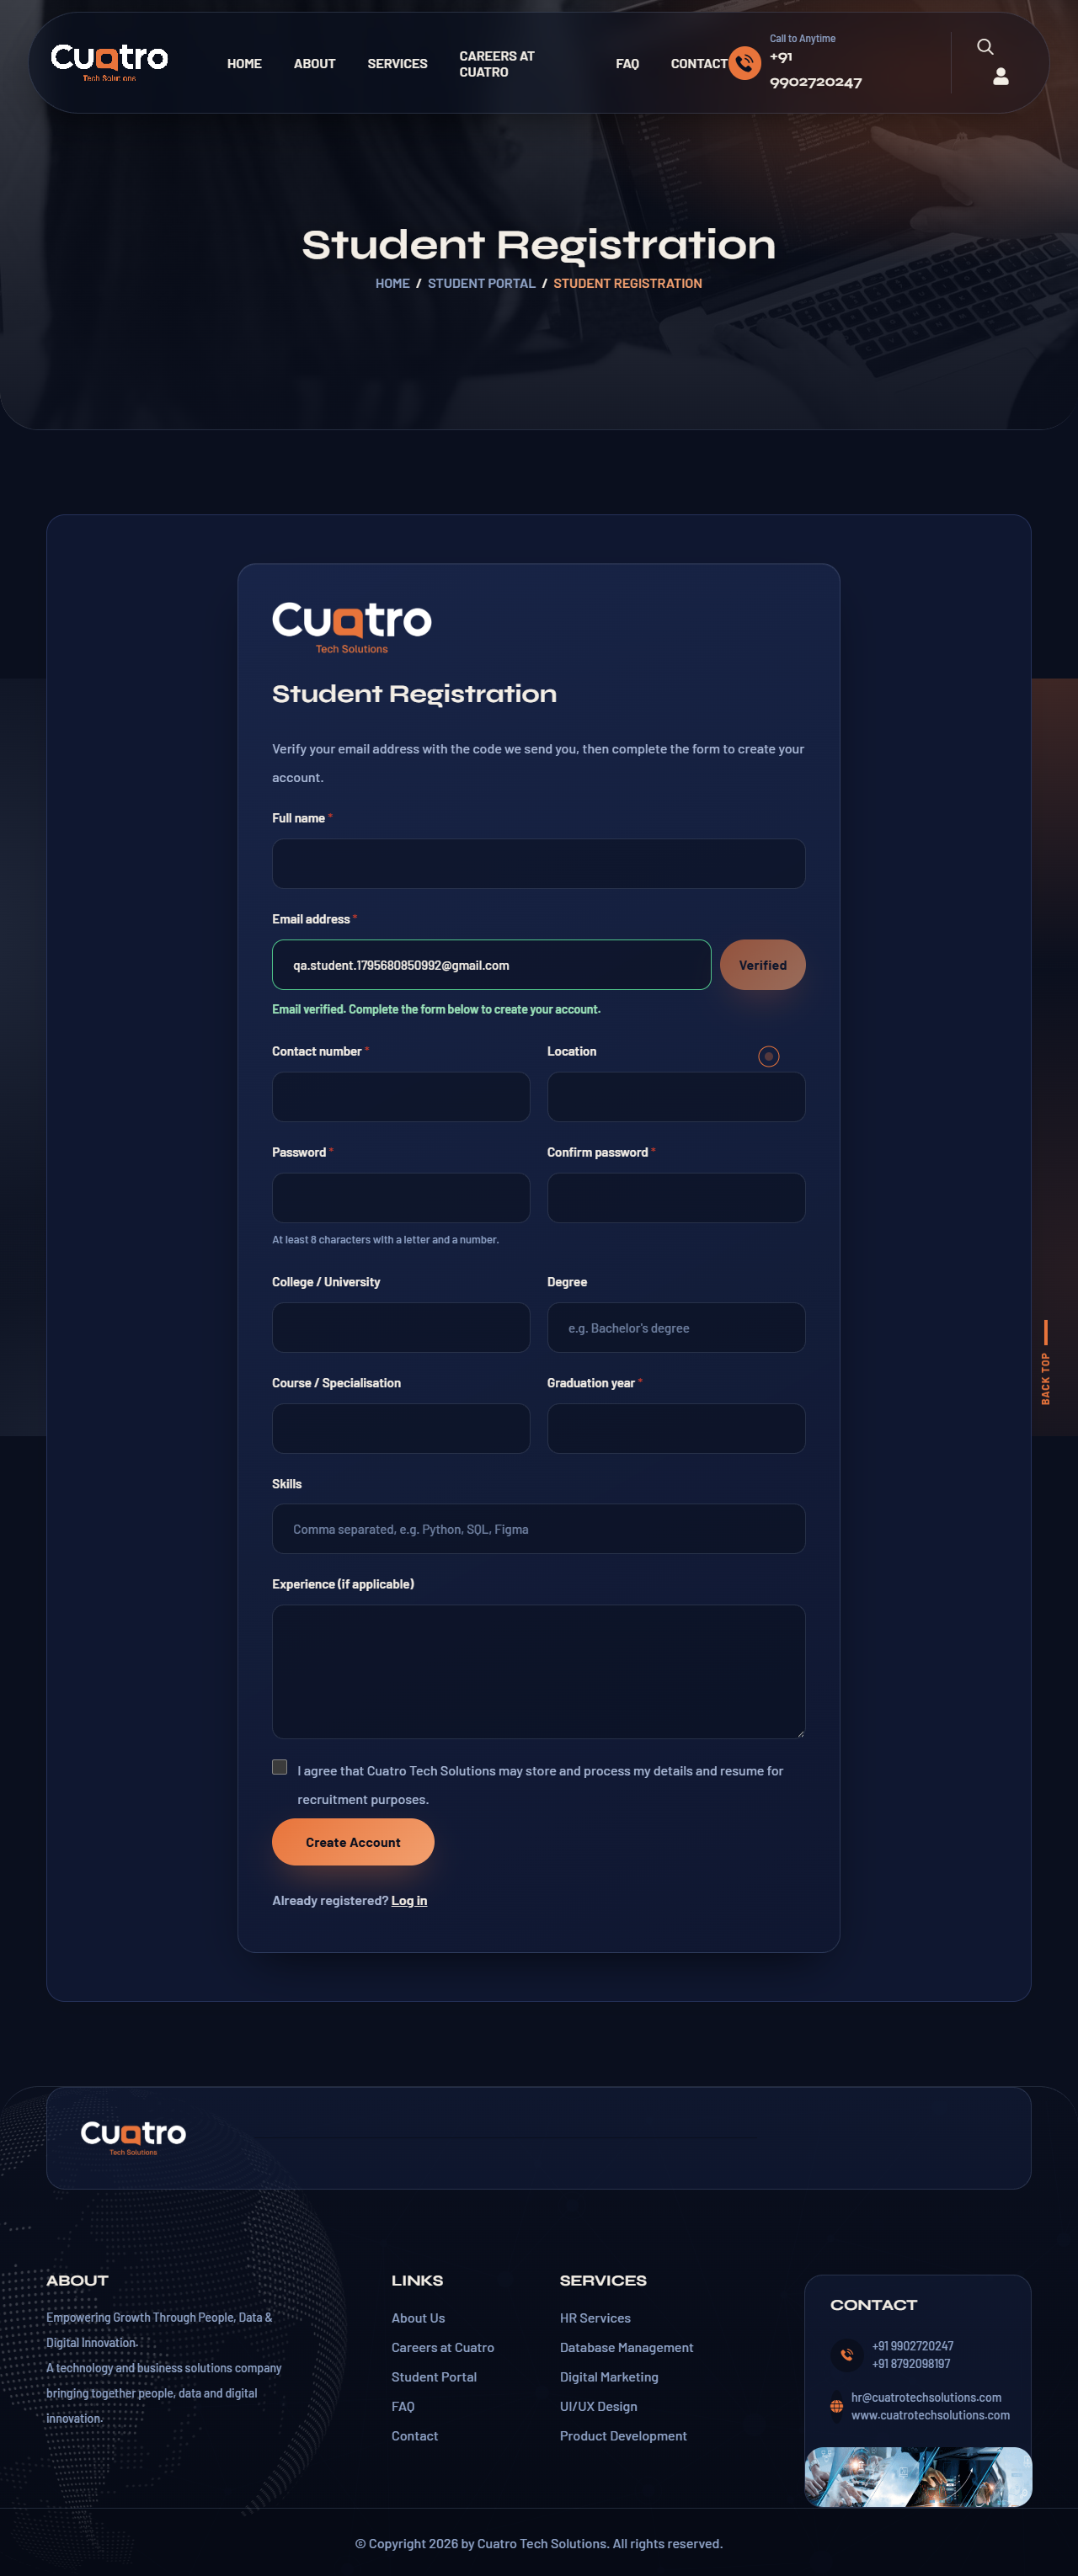 Cuatro
Tech Solutions
HOME
ABOUT
SERVICES
CAREERS AT
CUATRO
FAQ
CONTACT
Call to Anytime
+91
9902720247
Student Registration
HOME / STUDENT PORTAL / STUDENT REGISTRATION
Cuatro
Tech Solutions
Student Registration
Verify your email address with the code we send you, then complete the form to create your
account.
Full name *
Email address *
qa.student.1795680850992@gmail.com
Verified
Email verified. Complete the form below to create your account.
Contact number *
Location
Password *
Confirm password *
At least 8 characters with a letter and a number.
College / University
Degree
e.g. Bachelor's degree
Course / Specialisation
Graduation year *
Skills
Comma separated, e.g. Python, SQL, Figma
Experience (if applicable)
I agree that Cuatro Tech Solutions may store and process my details and resume for
recruitment purposes.
Create Account
Already registered? Log in
BACK TOP
Cuatro
Tech Solutions
ABOUT
Empowering Growth Through People, Data &
Digital Innovation.
A technology and business solutions company
bringing together people, data and digital
innovation.
LINKS
About Us
Careers at Cuatro
Student Portal
FAQ
Contact
SERVICES
HR Services
Database Management
Digital Marketing
UI/UX Design
Product Development
CONTACT
+91 9902720247
+91 8792098197
hr@cuatrotechsolutions.com
www.cuatrotechsolutions.com
© Copyright 2026 by Cuatro Tech Solutions. All rights reserved.